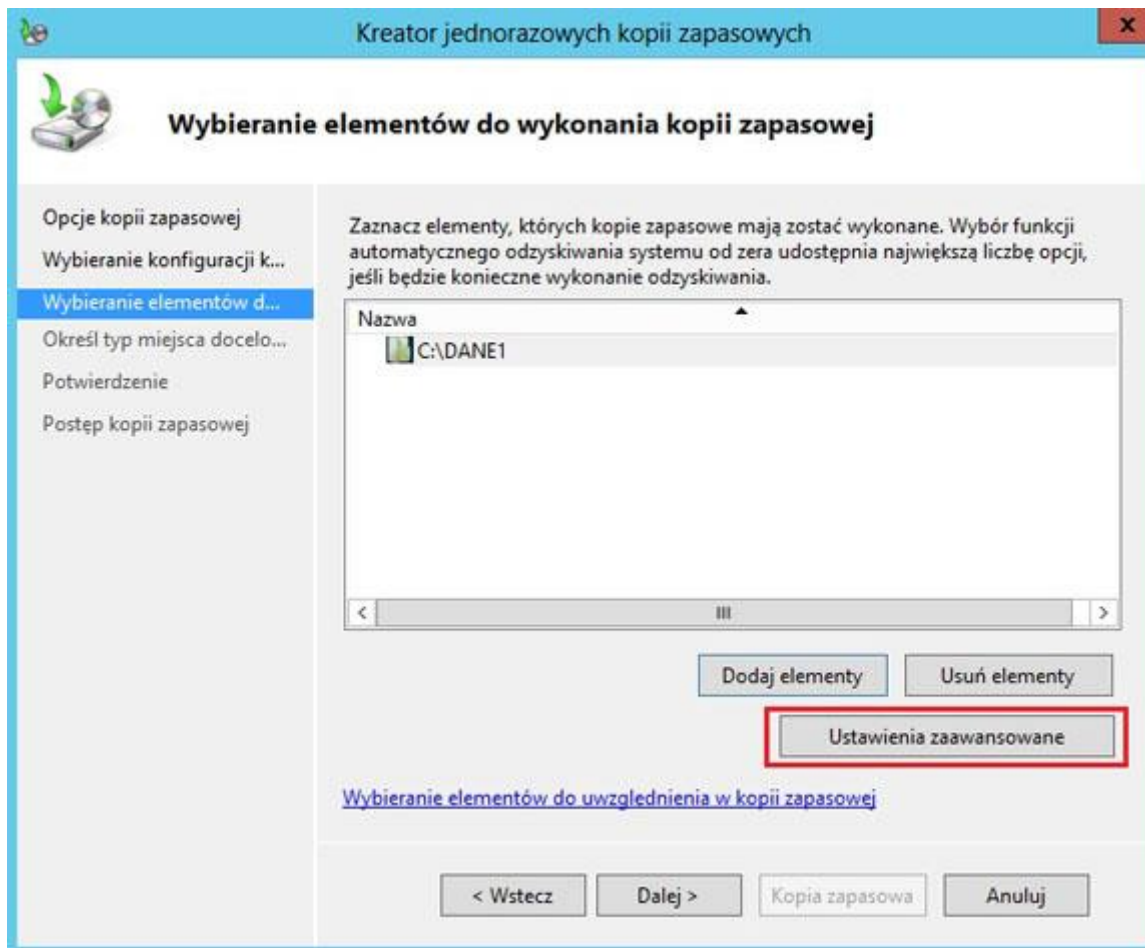 Kreator jednorazowych kopii zapasowych
x
Wybieranie elementów do wykonania kopii zapasowej
Opcje kopii zapasowej
Wybieranie konfiguracji k...
Wybieranie elementów d...
Określ typ miejsca docelo...
Potwierdzenie
Postęp kopii zapasowej
Zaznacz elementy, których kopie zapasowe mają zostać wykonane. Wybór funkcji
automatycznego odzyskiwania systemu od zera udostępnia największą liczbę opcji,
jeśli będzie konieczne wykonanie odzyskiwania.
Nazwa
C:\DANE1
Dodaj elementy
Usuń elementy
Ustawienia zaawansowane
Wybieranie elementów do uwzględnienia w kopii zapasowej
< Wstecz
Dalej >
Kopia zapasowa
Anuluj